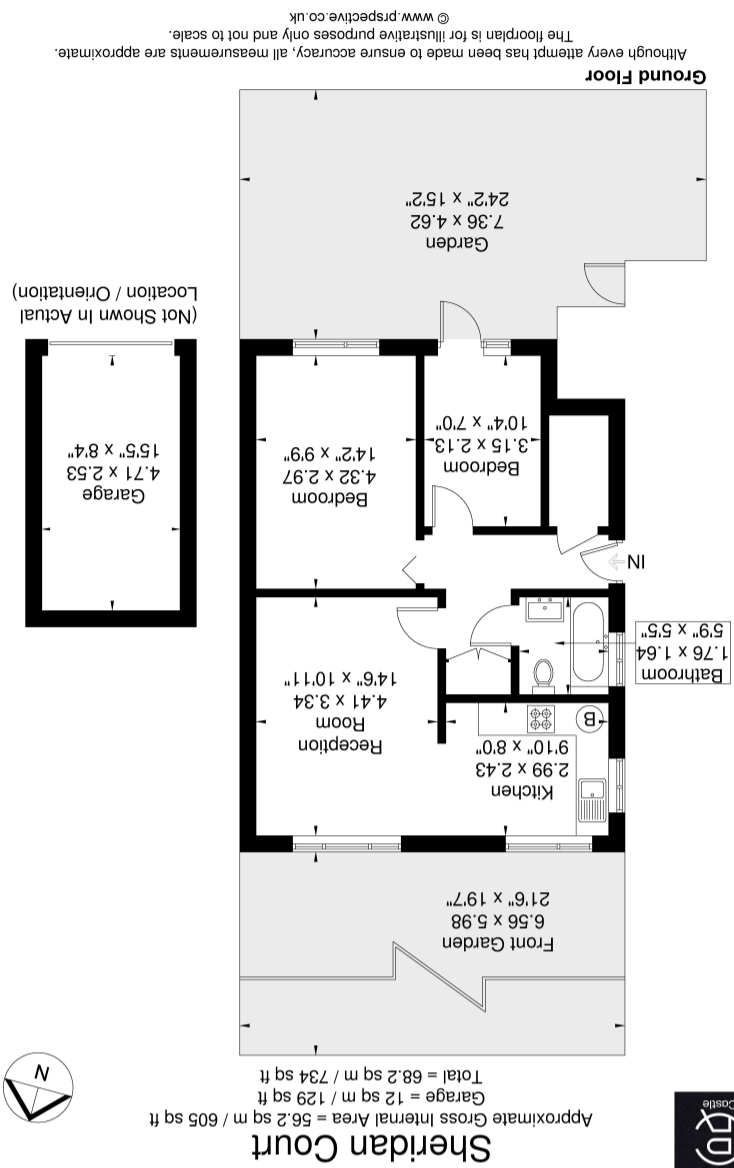 Sheridan Court
Approximate Gross Internal Area = 56.2 sq m / 605 sq ft
Garage = 12 sq m / 129 sq ft
Total = 68.2 sq m / 734 sq ft
Castle
N
Front Garden
6.56 x 5.98
21'6" x 19'7"
Kitchen
2.99 x 2.43
9'10" x 8'0"
B
Reception
Room
4.41 x 3.34
14'6" x 10'11"
Bathroom
1.76 x 1.64
5'9" x 5'5"
IN
Bedroom
3.15 x 2.13
10'4" x 7'0"
Bedroom
4.32 x 2.97
14'2" x 9'9"
Garage
4.71 x 2.53
15'5" x 8'4"
(Not Shown In Actual
Location / Orientation)
Garden
7.36 x 4.62
24'2" x 15'2"
Ground Floor
Although every attempt has been made to ensure accuracy, all measurements are approximate.
The floorplan is for illustrative purposes only and not to scale.
© www.prspective.co.uk